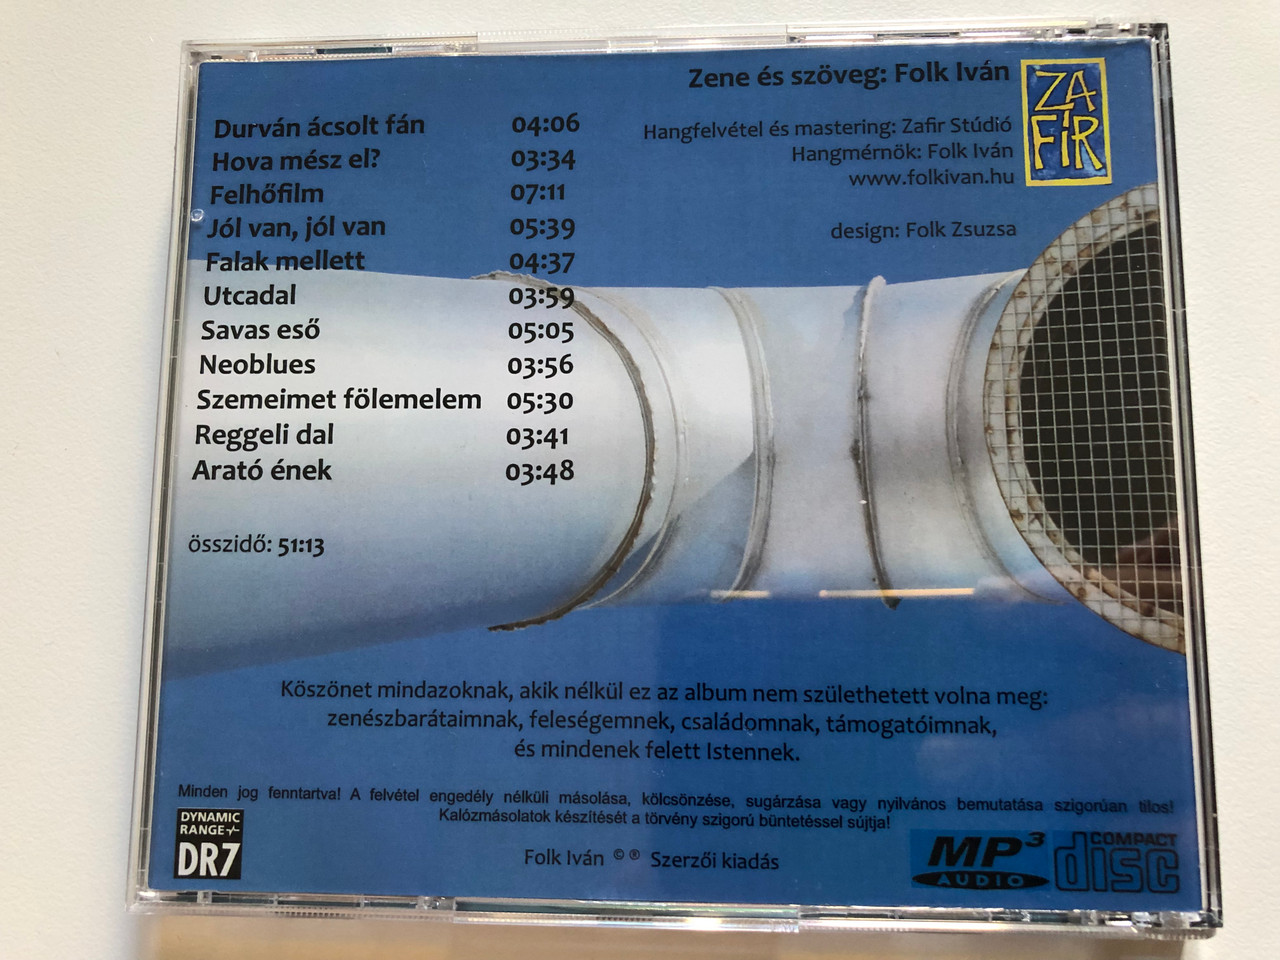 Zene és szöveg: Folk Iván
ZA
FÍR
Hangfelvétel és mastering: Zafir Stúdió
Hangmérnök: Folk Iván
www.folkivan.hu
design: Folk Zsuzsa
Durván ácsolt fán 04:06
Hova mész el? 03:34
Felhőfilm 07:11
Jól van, jól van 05:39
Falak mellett 04:37
Utcadal 03:59
Savas eső 05:05
Neoblues 03:56
Szemeimet fölemelem 05:30
Reggeli dal 03:41
Arató ének 03:48
összidő: 51:13
Köszönet mindazoknak, akik nélkül ez az album nem születhetett volna meg:
zenészbarátaimnak, feleségemnek, családomnak, támogatóimnak,
és mindenek felett Istennek.
Minden jog fenntartva! A felvétel engedély nélküli másolása, kölcsönzése, sugárzása vagy nyilvános bemutatása szigorúan tilos!
Kalózmásolatok készítését a törvény szigorú büntetéssel sújtja!
DYNAMIC
RANGE
DR7
Folk Iván © ® Szerzői kiadás
MP3
AUDIO
COMPACT
disc